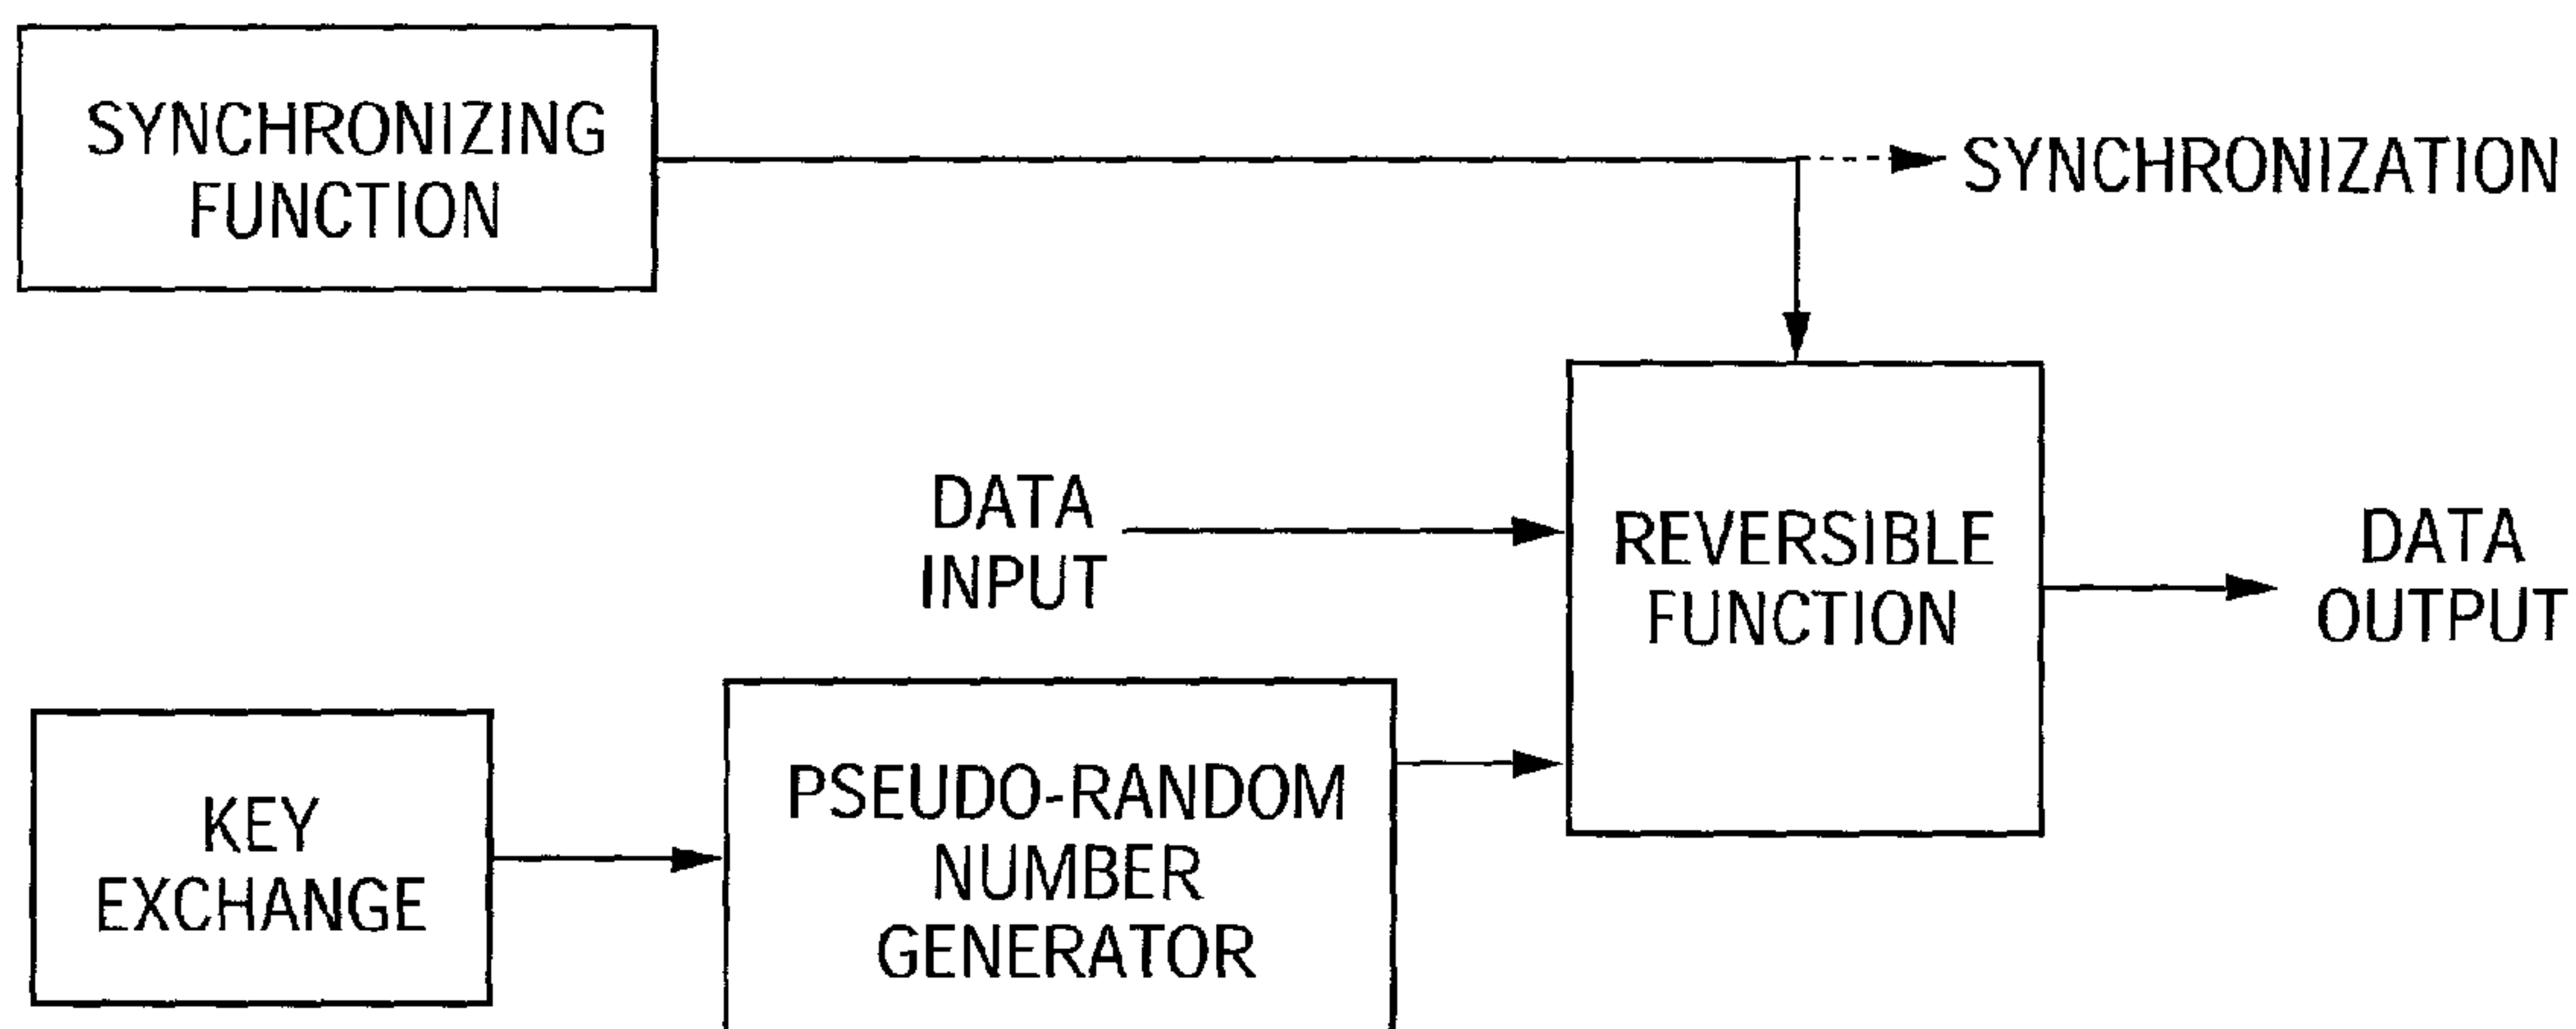 SYNCHRONIZING
FUNCTION
SYNCHRONIZATION
DATA
INPUT
REVERSIBLE
FUNCTION
DATA
OUTPUT
KEY
EXCHANGE
PSEUDO-RANDOM
NUMBER
GENERATOR